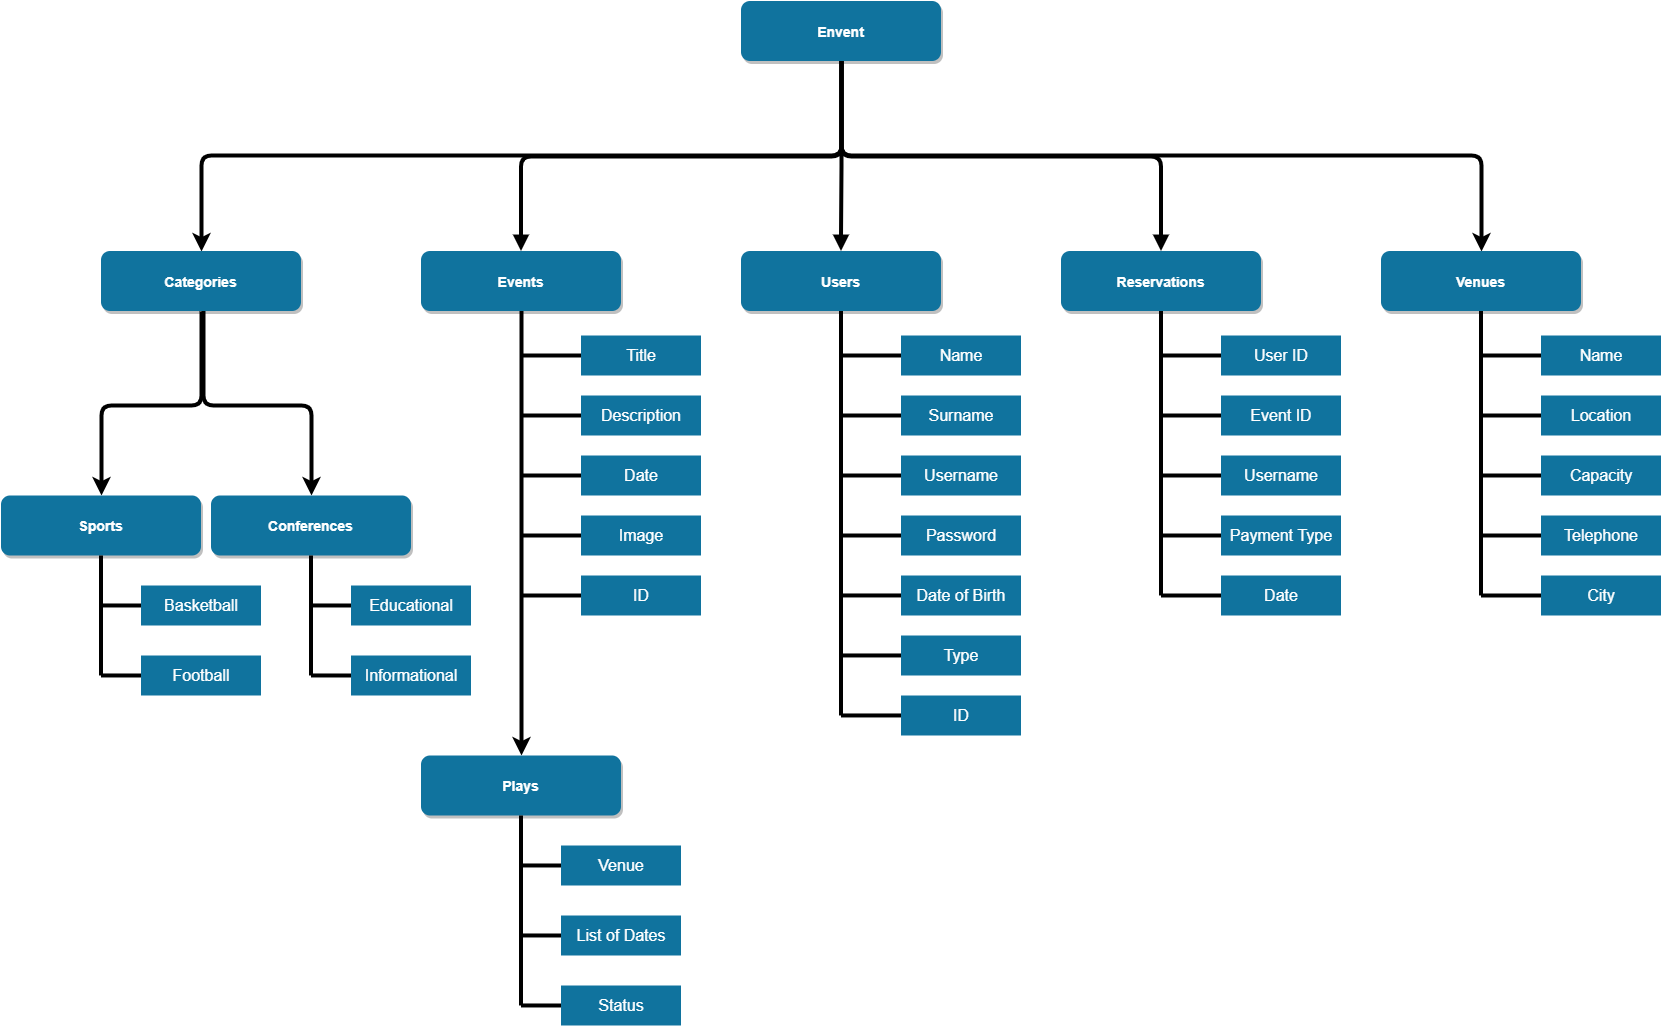 Envent
Categories
Events
Users
Reservations
Venues
Title
Name
User ID
Name
Description
Surname
Event ID
Location
Date
Username
Username
Capacity
Sports
Conferences
Image
Password
Payment Type
Telephone
Basketball
Educational
ID
Date of Birth
Date
City
Football
Informational
Type
ID
Plays
Venue
List of Dates
Status